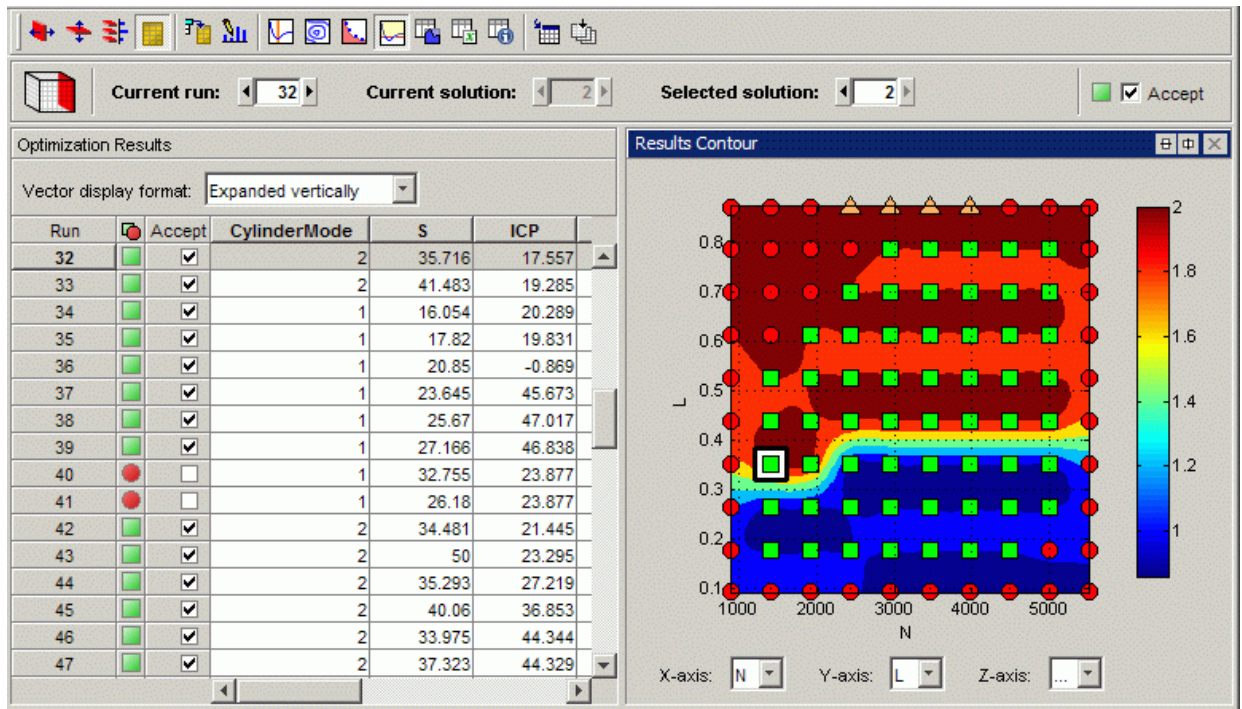 Current run: 32 Current solution: 2 Selected solution: 2 Accept
Optimization Results
Vector display format: Expanded vertically
Run Accept CylinderMode S ICP
32 2 35.716 17.557
33 2 41.483 19.285
34 1 16.054 20.289
35 1 17.82 19.831
36 1 20.85 -0.869
37 1 23.645 45.673
38 1 25.67 47.017
39 1 27.166 46.838
40 1 32.755 23.877
41 1 26.18 23.877
42 2 34.481 21.445
43 2 50 23.295
44 2 35.293 27.219
45 2 40.06 36.853
46 2 33.975 44.344
47 2 37.323 44.329
Results Contour
0.8
0.7
0.6
0.5
0.4
0.3
0.2
0.1
L
1000 2000 3000 4000 5000
N
2
1.8
1.6
1.4
1.2
1
X-axis: N Y-axis: L Z-axis: ...